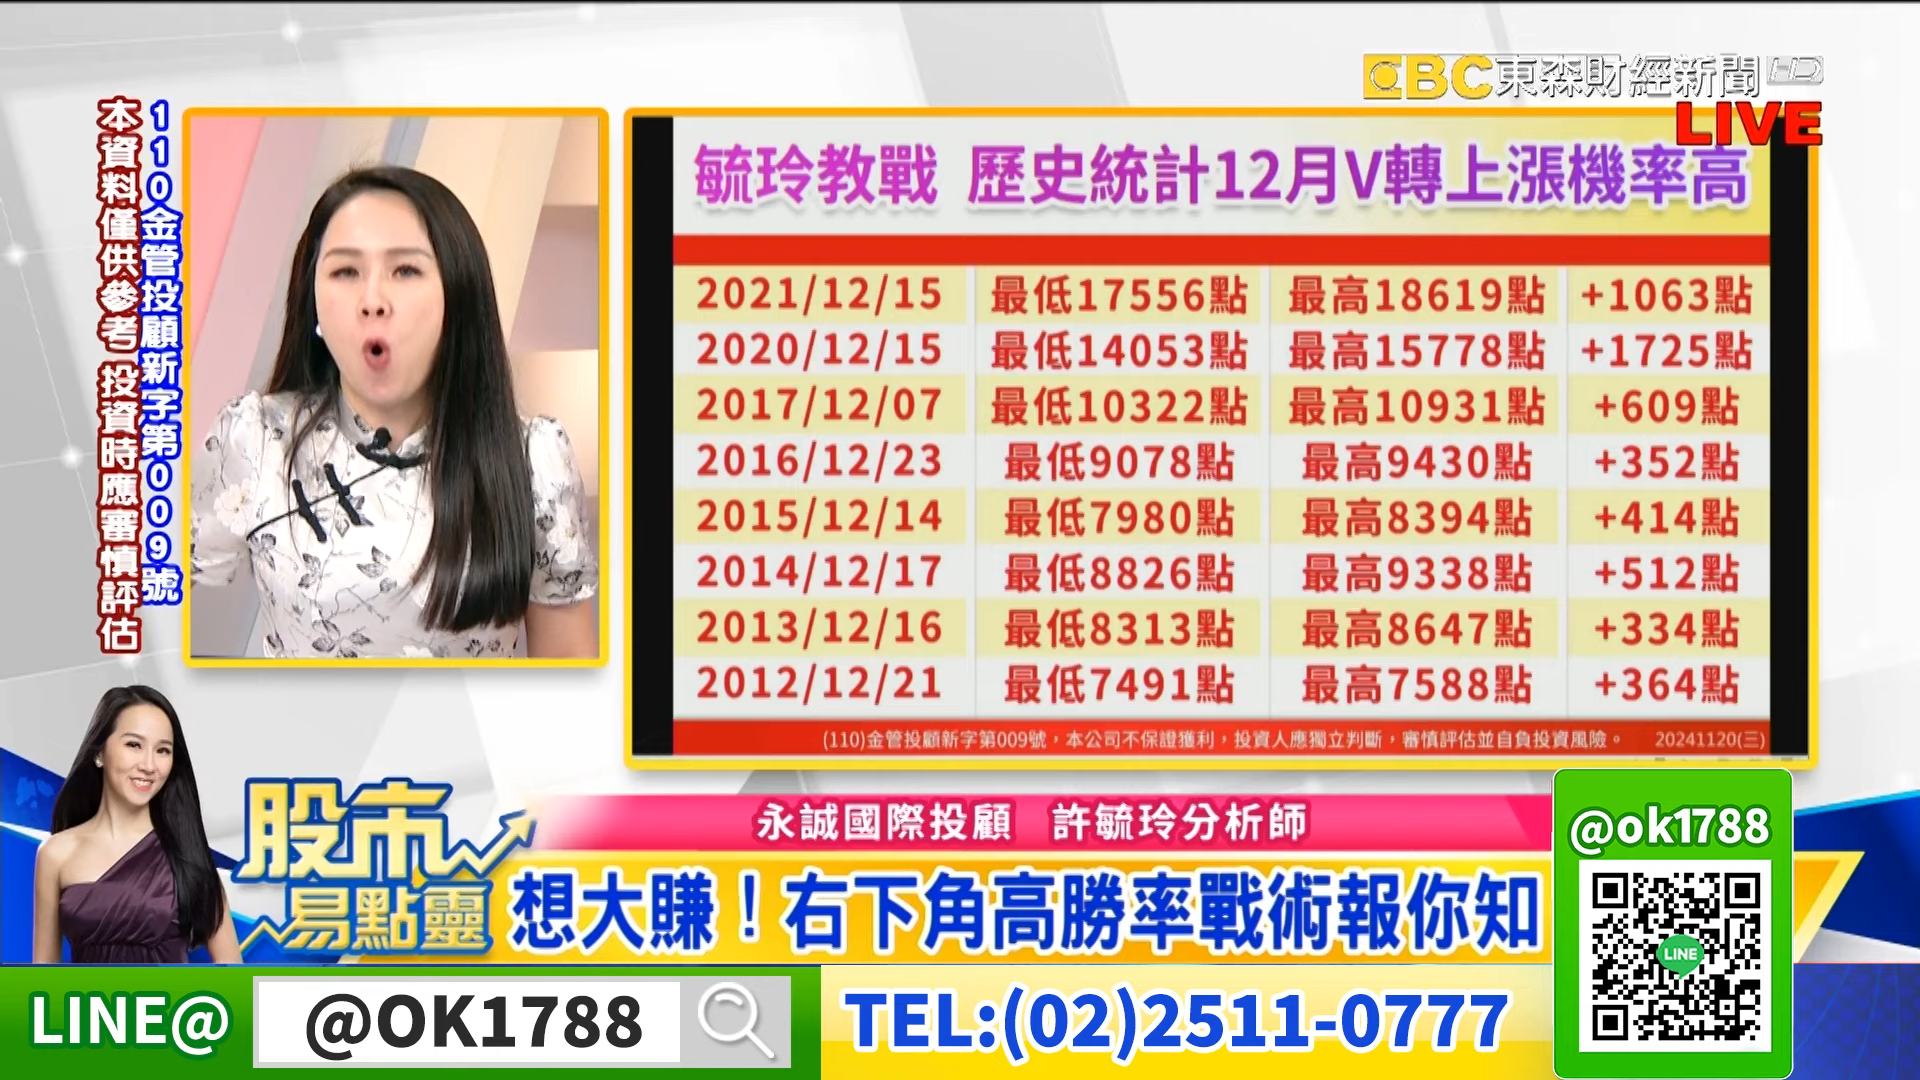 EBC東森財經新聞HD
LIVE
110金管投顧新字第009號
本資料僅供參考 投資時應審慎評估
毓玲教戰 歷史統計12月V轉上漲機率高
2021/12/15 最低17556點 最高18619點 +1063點
2020/12/15 最低14053點 最高15778點 +1725點
2017/12/07 最低10322點 最高10931點 +609點
2016/12/23 最低9078點 最高9430點 +352點
2015/12/14 最低7980點 最高8394點 +414點
2014/12/17 最低8826點 最高9338點 +512點
2013/12/16 最低8313點 最高8647點 +334點
2012/12/21 最低7491點 最高7588點 +364點
(110)金管投顧新字第009號，本公司不保證獲利，投資人應獨立判斷，審慎評估並自負投資風險。 20241120(三)
永誠國際投顧 許毓玲分析師
股市易點靈
想大賺！右下角高勝率戰術報你知
@ok1788
LINE
LINE@ @OK1788 TEL:(02)2511-0777